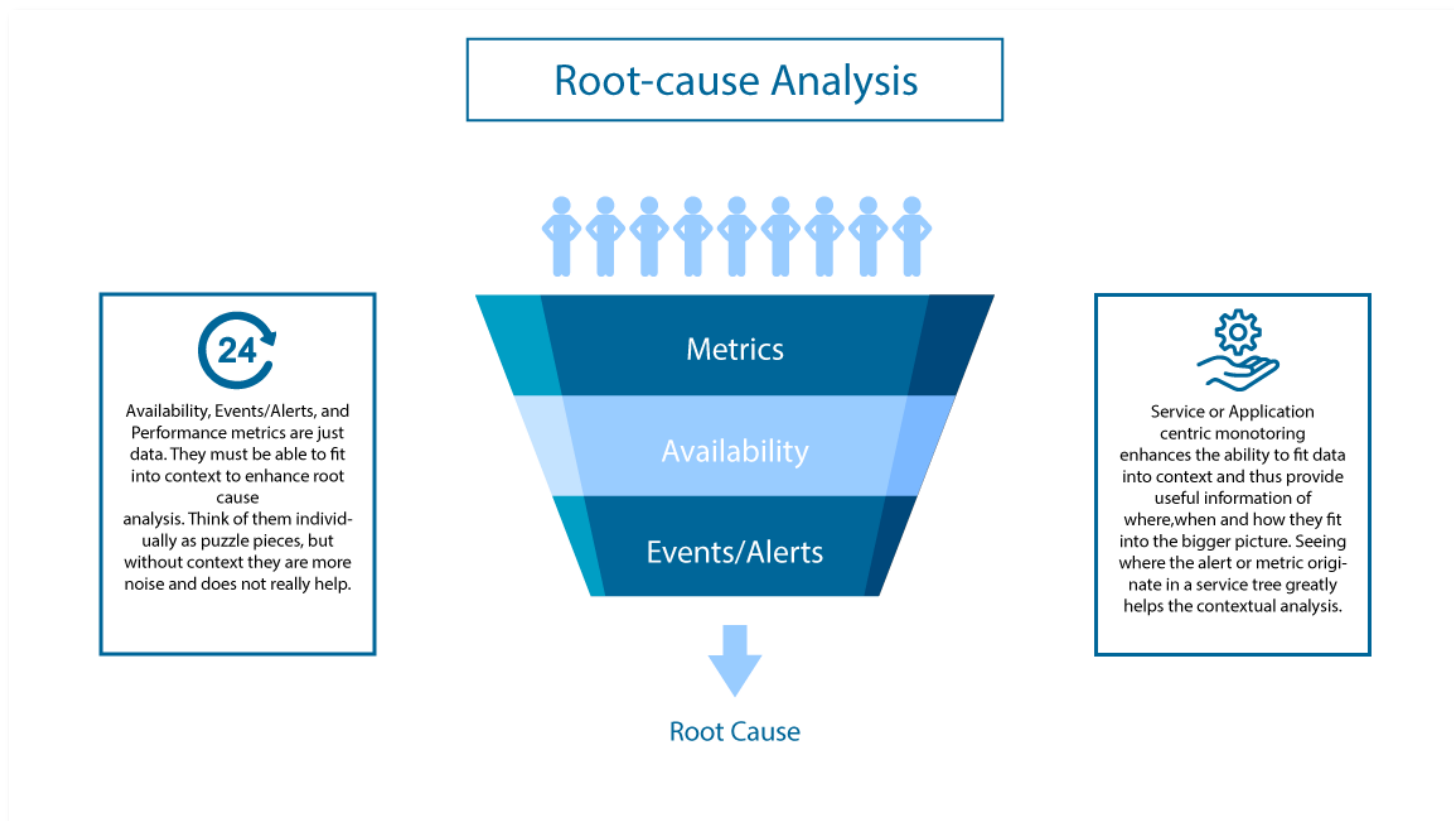 Root-cause Analysis
24
Availability, Events/Alerts, and
Performance metrics are just
data. They must be able to fit
into context to enhance root
cause
analysis. Think of them individ-
ually as puzzle pieces, but
without context they are more
noise and does not really help.
Metrics
Availability
Events/Alerts
Root Cause
Service or Application
centric monotoring
enhances the ability to fit data
into context and thus provide
useful information of
where,when and how they fit
into the bigger picture. Seeing
where the alert or metric origi-
nate in a service tree greatly
helps the contextual analysis.